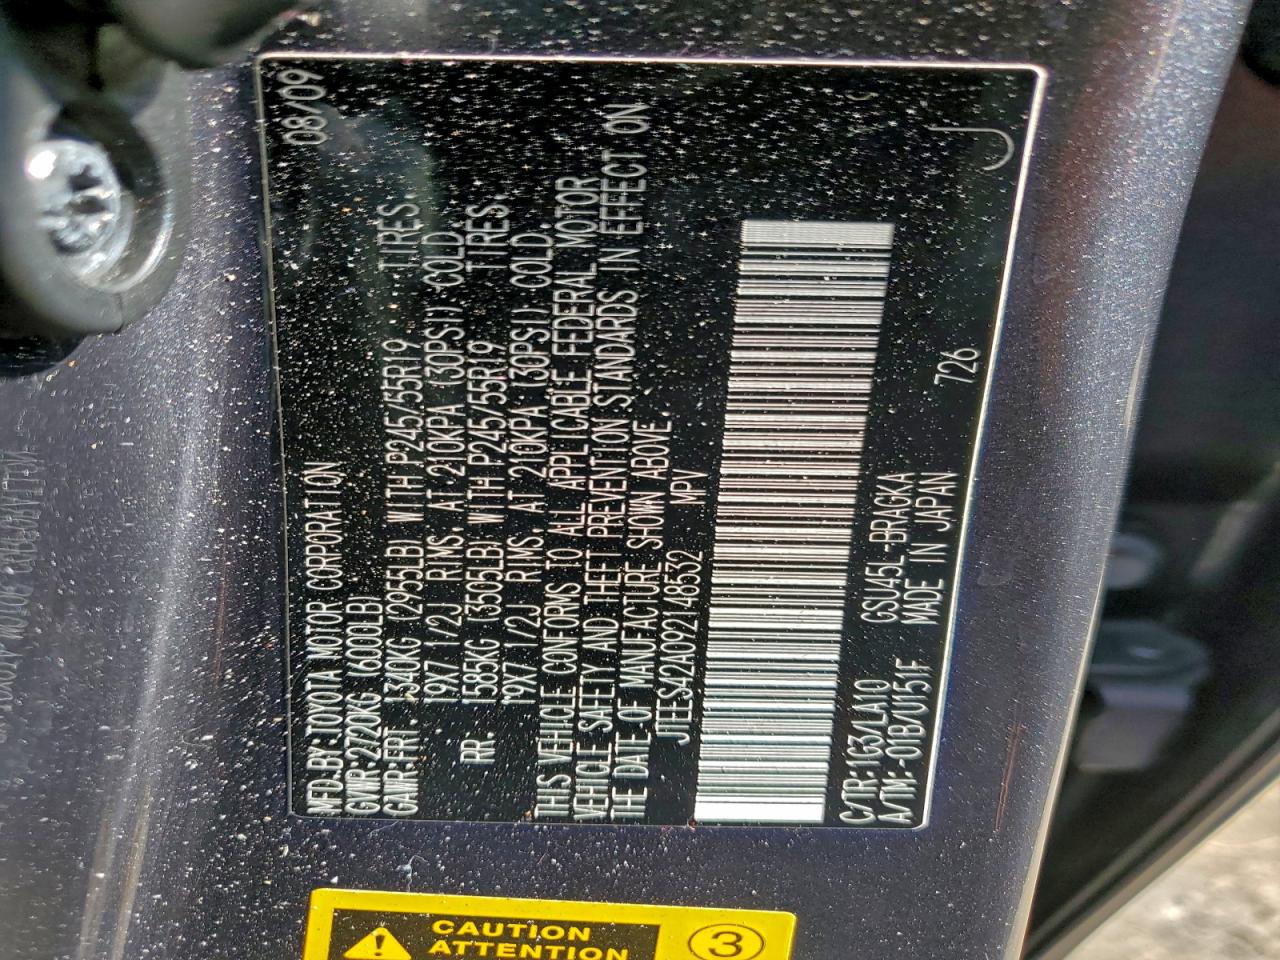 MFD.BY: TOYOTA MOTOR CORPORATION 08/09
GVWR:2720KG (6000LB)
GAWR:FRT. 1340KG (2955LB) WITH P245/55R19 TIRES.
19X7 1/2J RIMS. AT 210KPA (30PSI) COLD.
RR. 1585KG (3505LB) WITH P245/55R19 TIRES.
19X7 1/2J RIMS. AT 210KPA (30PSI) COLD.
THIS VEHICLE CONFORMS TO ALL APPLICABLE FEDERAL MOTOR
VEHICLE SAFETY AND THEFT PREVENTION STANDARDS IN EFFECT ON
THE DATE OF MANUFACTURE SHOWN ABOVE.
JTEES42A092148532 MPV
C/TR:1G3/LA10 GSU45L-BRAGKA
A/TM:-01B/U151F MADE IN JAPAN 726
J
CAUTION
ATTENTION
3